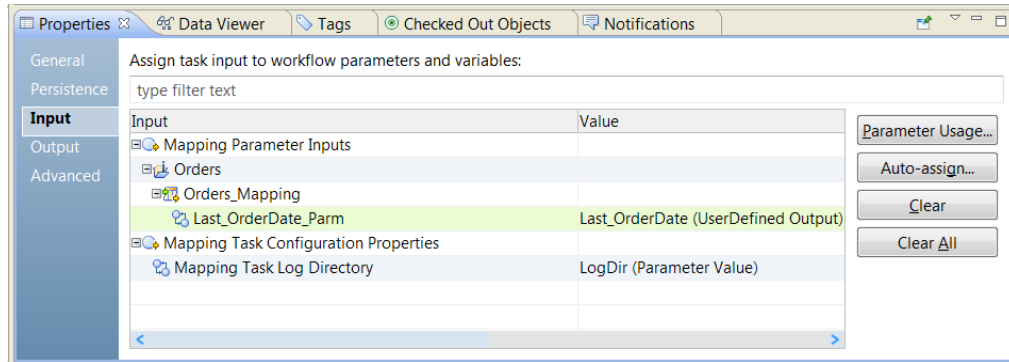 Properties Data Viewer Tags Checked Out Objects Notifications
General Assign task input to workflow parameters and variables:
Persistence type filter text
Input Input Value Parameter Usage...
Output Mapping Parameter Inputs
Advanced Orders Auto-assign...
Orders_Mapping Clear
Last_OrderDate_Parm Last_OrderDate (UserDefined Output)
Mapping Task Configuration Properties Clear All
Mapping Task Log Directory LogDir (Parameter Value)